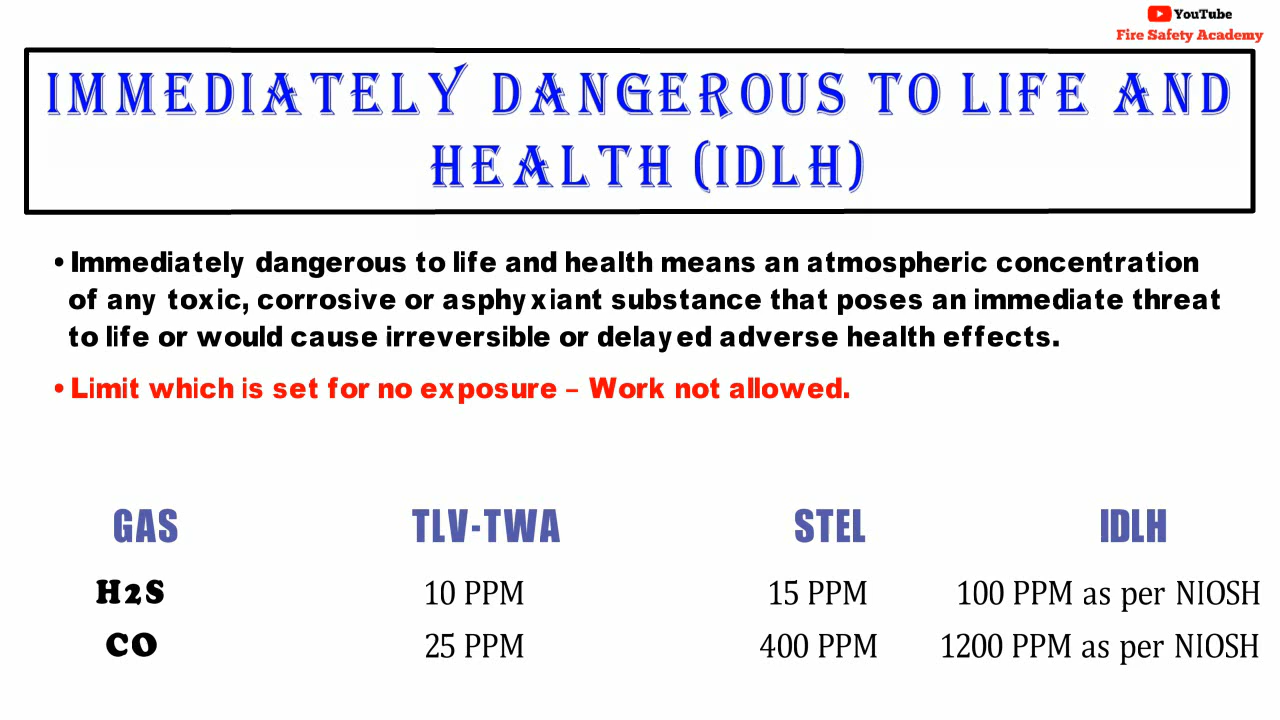 YouTube
Fire Safety Academy
IMMEDIATELY DANGEROUS TO LIFE AND
HEALTH (IDLH)
• Immediately dangerous to life and health means an atmospheric concentration
of any toxic, corrosive or asphyxiant substance that poses an immediate threat
to life or would cause irreversible or delayed adverse health effects.
• Limit which is set for no exposure – Work not allowed.
GAS TLV-TWA STEL IDLH
H2S 10 PPM 15 PPM 100 PPM as per NIOSH
CO 25 PPM 400 PPM 1200 PPM as per NIOSH